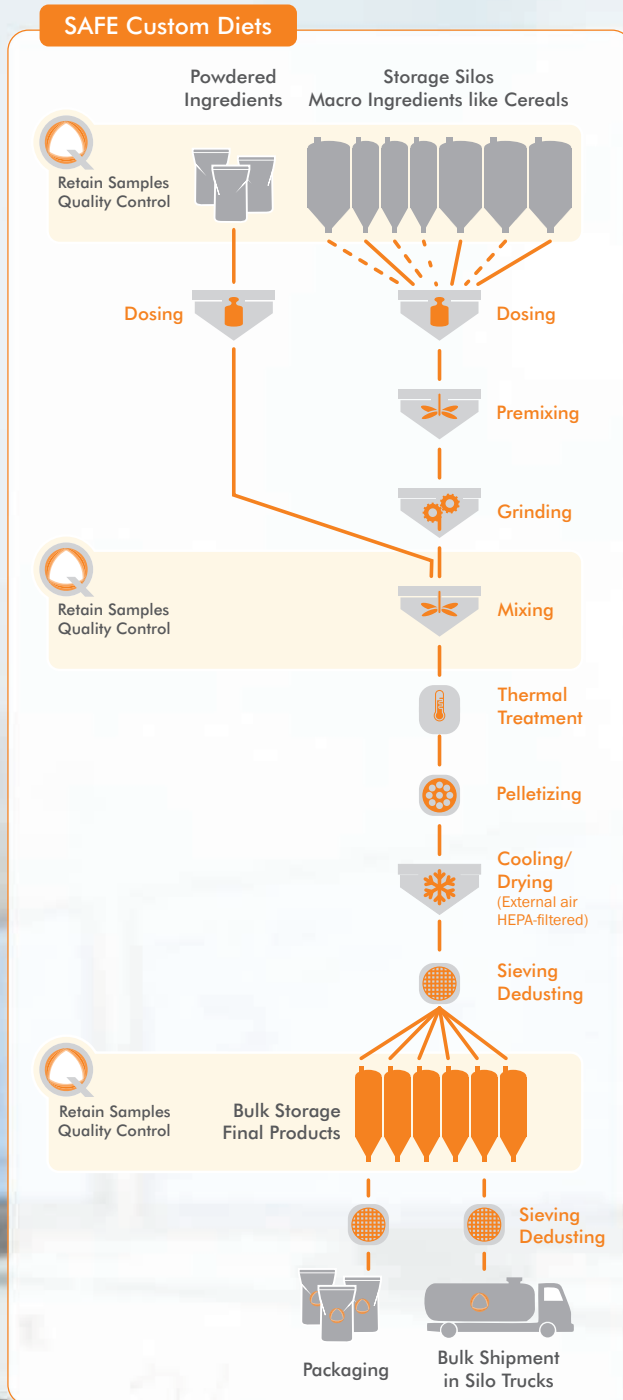 SAFE Custom Diets
Powdered
Ingredients
Storage Silos
Macro Ingredients like Cereals
Retain Samples
Quality Control
Dosing
Dosing
Premixing
Grinding
Retain Samples
Quality Control
Mixing
Thermal
Treatment
Pelletizing
Cooling/
Drying
(External air
HEPA-filtered)
Sieving
Dedusting
Retain Samples
Quality Control
Bulk Storage
Final Products
Sieving
Dedusting
Packaging
Bulk Shipment
in Silo Trucks